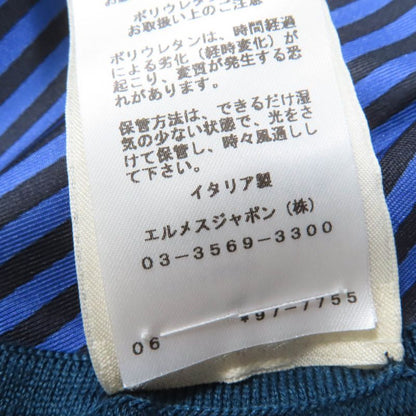 ポリウレタン
お取扱い上のご注意
ポリウレタンは、時間経過
による劣化（経時変化）が
起こり、変質が発生する恐
れがあります。
保管方法は、できるだけ湿
気の少ない状態で、光をさ
けて保管し、時々風通しし
て下さい。
イタリア製
エルメスジャポン（株）
03-3569-3300
06 97-7755